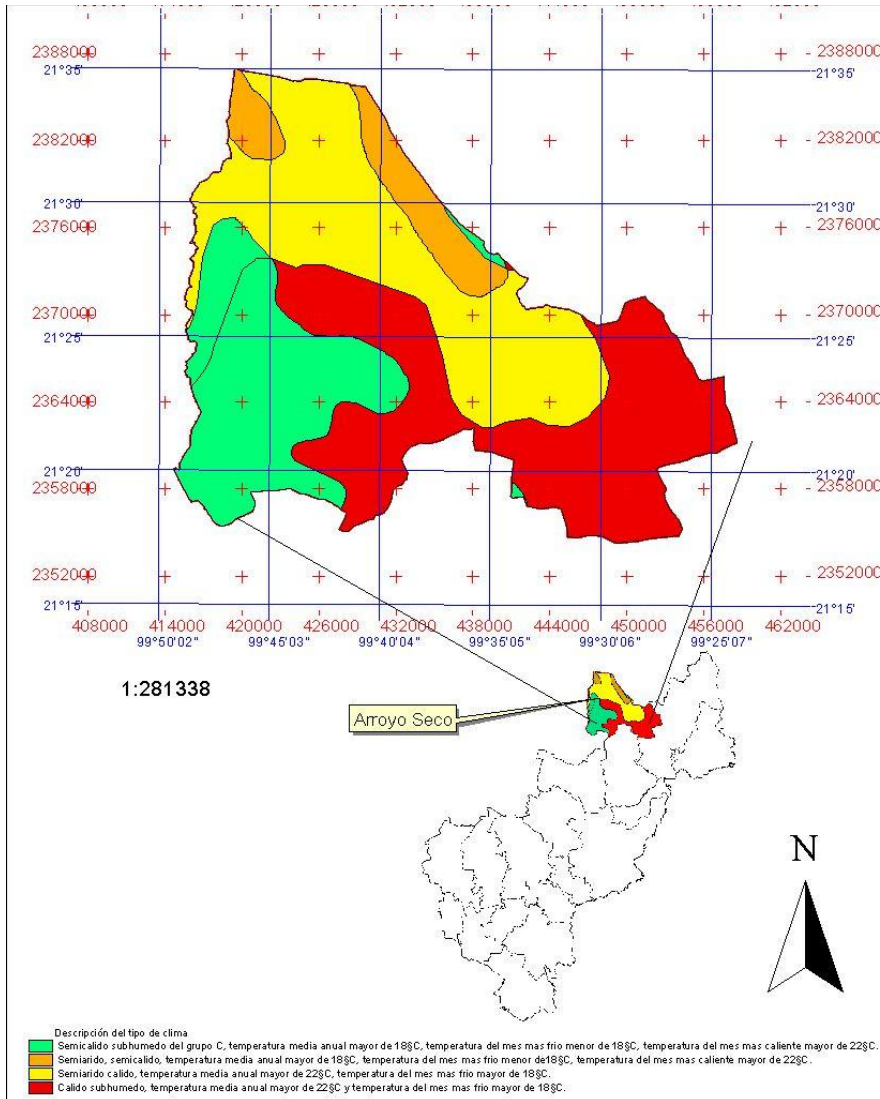 2388000 - 2388000
21°35' 21°35'
2382000 - 2382000
21°30' 21°30'
2376000 - 2376000
2370000 - 2370000
21°25' 21°25'
2364000 - 2364000
21°20' 21°20'
2358000 - 2358000
2352000 - 2352000
21°15' 21°15'
408000 414000 420000 426000 432000 438000 444000 450000 456000 462000
99°50'02" 99°45'03" 99°40'04" 99°35'05" 99°30'06" 99°25'07"
1:281338
Arroyo Seco
N
Descripción del tipo de clima
Semicalido subhumedo del grupo C, temperatura media anual mayor de 18§C, temperatura del mes mas frio menor de 18§C, temperatura del mes mas caliente mayor de 22§C.
Semiarido, semicalido, temperatura media anual mayor de 18§C, temperatura del mes mas frio menor de18§C, temperatura del mes mas caliente mayor de 22§C.
Semiarido calido, temperatura media anual mayor de 22§C, temperatura del mes mas frio mayor de 18§C.
Calido subhumedo, temperatura media anual mayor de 22§C y temperatura del mes mas frio mayor de 18§C.